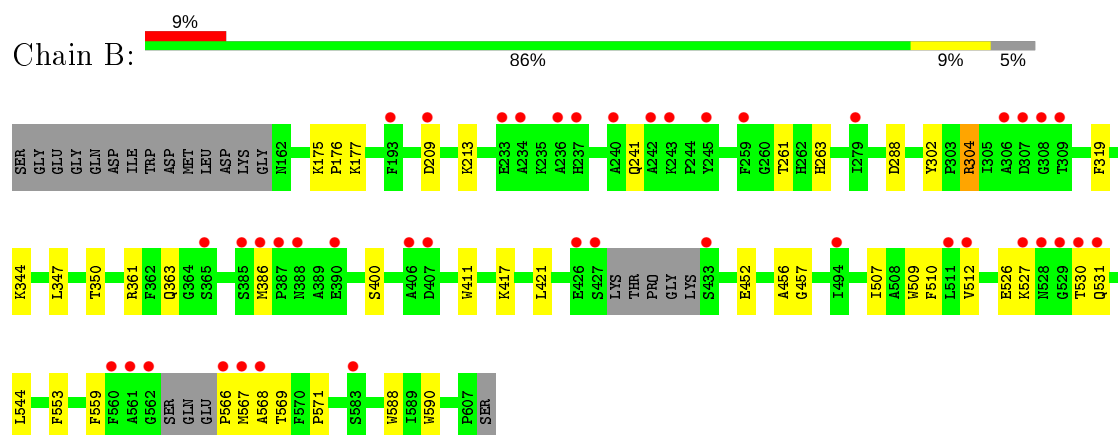 9%
Chain B:
86% 9% 5%
SER GLY GLU GLY GLN ASP ILE TRP ASP MET LEU ASP LYS GLY N162 K175 P176 K177 F193 D209 K213 E233 A234 K235 A236 H237 A240 Q241 A242 K243 P244 Y245 F259 G260 T261 H262 H263 I279 D288 Y302 P303 R304 I305 A306 D307 G308 T309 F319
K344 L347 T350 R361 F362 Q363 G364 S365 S385 M386 P387 N388 A389 E390 S400 A406 D407 W411 K417 L421 E426 S427 LYS THR PRO GLY LYS S433 E452 A456 G457 I494 I507 A508 W509 F510 L511 V512 E526 K527 N528 G529 T530 Q531
L544 F553 F559 F560 A561 G562 SER GLN GLU P566 M567 A568 T569 F570 P571 S583 W588 I589 W590 P607 SER